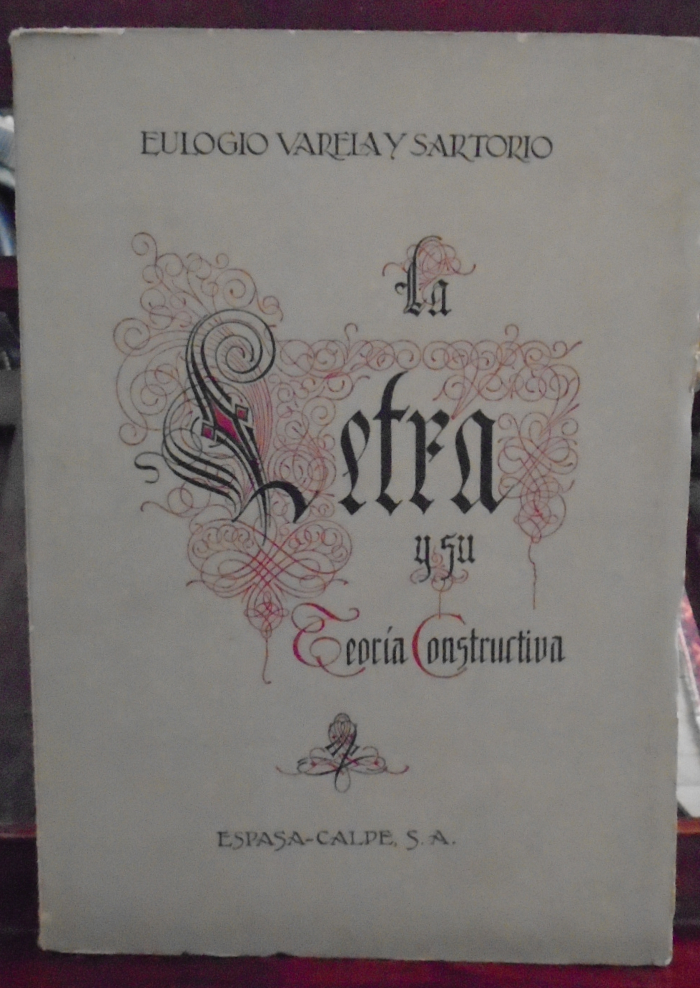 EULOGIO VARELA Y SARTORIO
La
Letra
y su
Teoría Constructiva
ESPASA-CALPE, S. A.